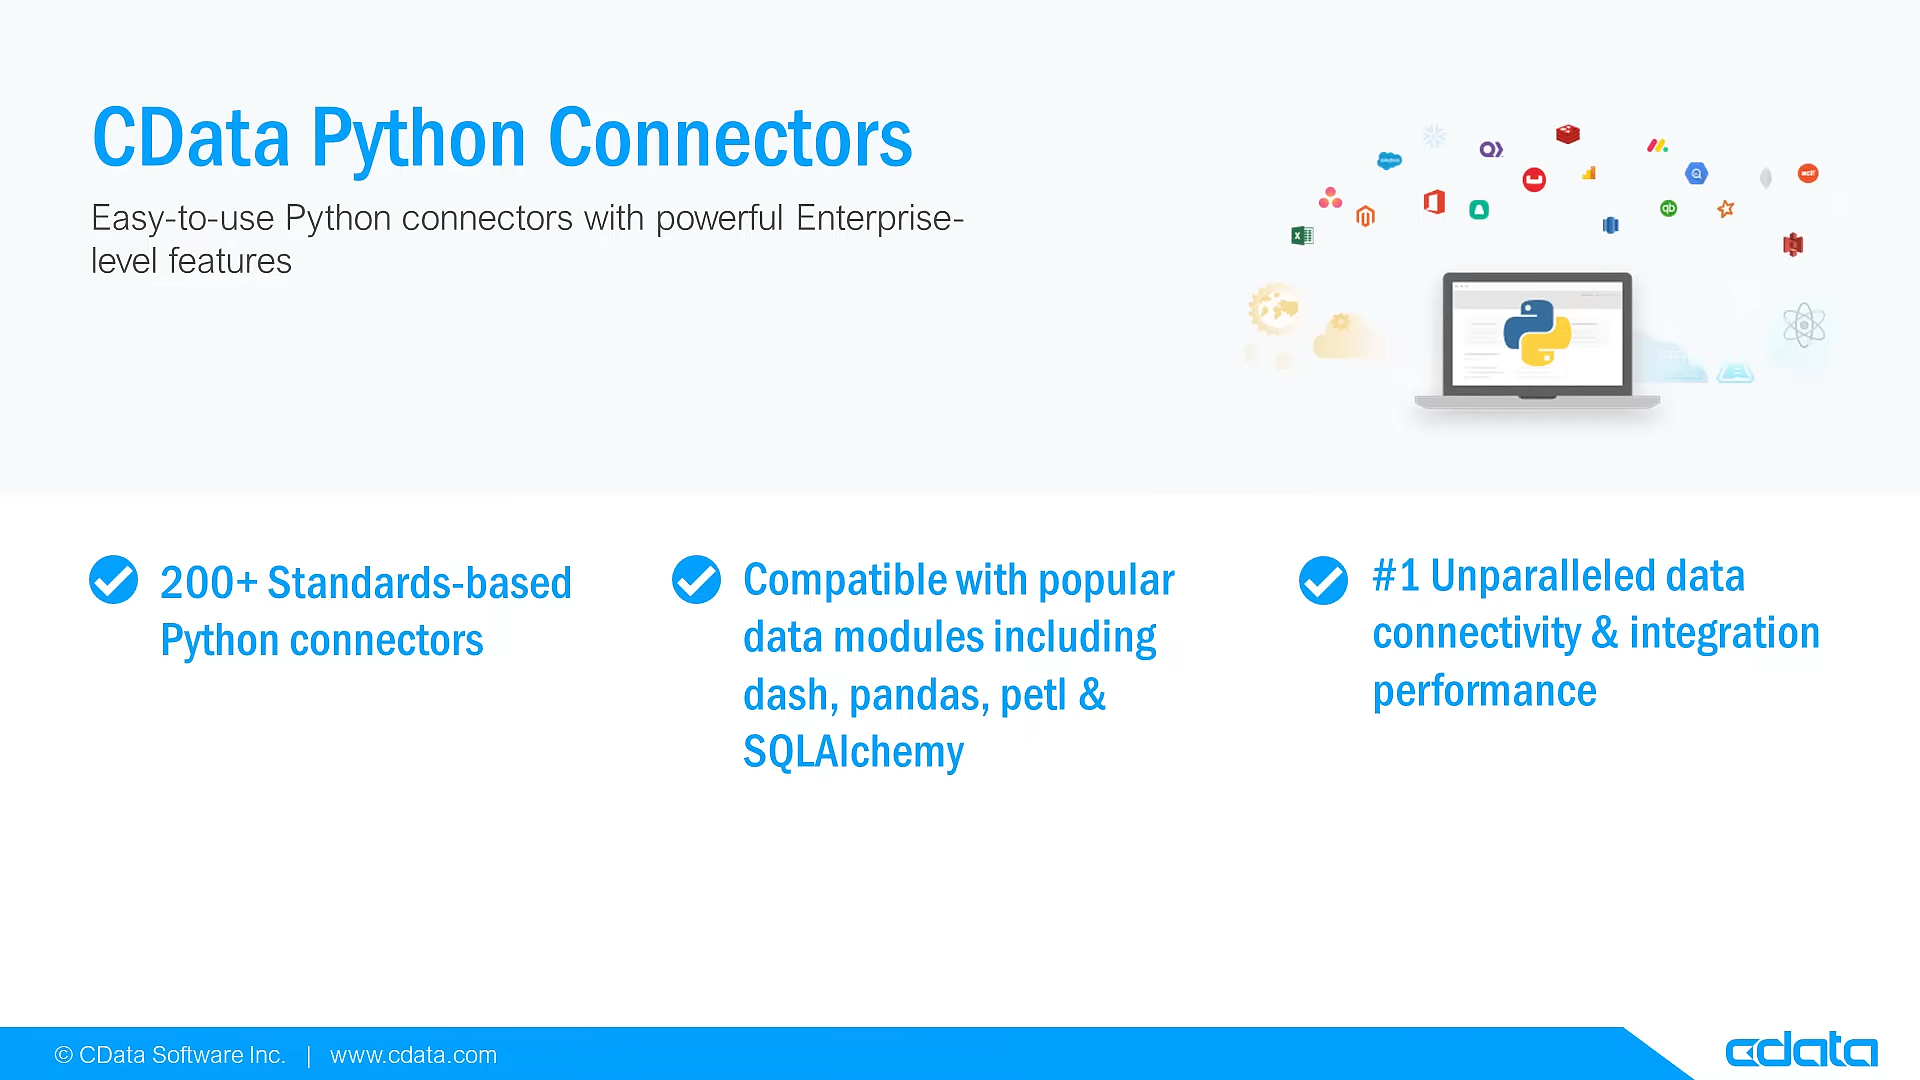 CData Python Connectors
Easy-to-use Python connectors with powerful Enterprise-
level features
200+ Standards-based
Python connectors
Compatible with popular
data modules including
dash, pandas, petl &
SQLAlchemy
#1 Unparalleled data
connectivity & integration
performance
© CData Software Inc. | www.cdata.com
cdata